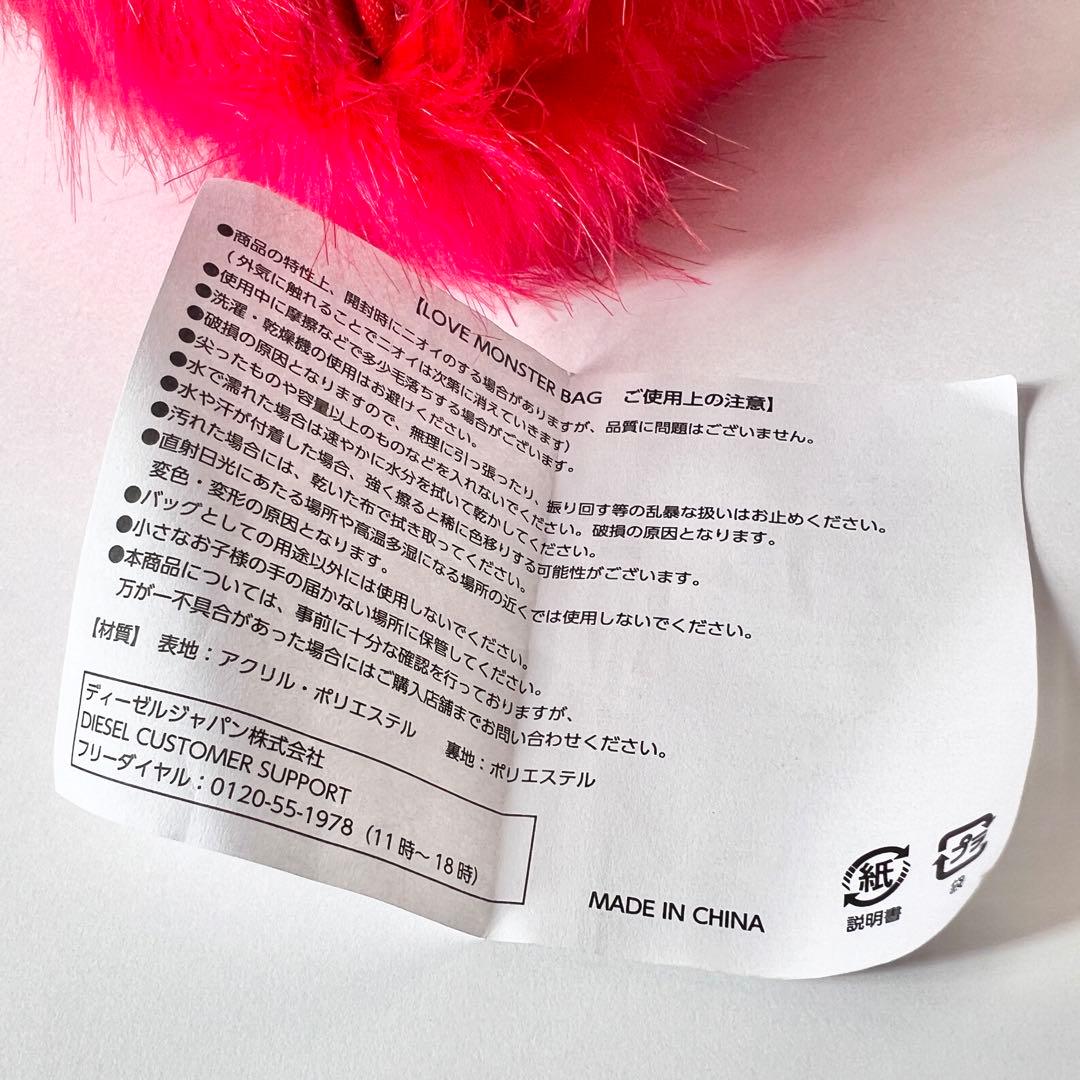 【LOVE MONSTER BAG ご使用上の注意】
●商品の特性上、開封時にニオイのする場合がありますが、品質に問題はございません。
(外気に触れることでニオイは次第に消えていきます)
●使用中に摩擦などで多少毛落ちする場合がございます。
●洗濯・乾燥機の使用はお避けください。
●破損の原因となりますので、無理に引っ張ったり、振り回す等の乱暴な扱いはお止めください。
●尖ったものや容量以上のものなどを入れないでください。破損の原因となります。
●水で濡れた場合は速やかに水分を拭いて乾かしてください。
●水や汗が付着した場合、強く擦ると稀に色移りする可能性がございます。
●汚れた場合には、乾いた布で拭き取ってください。
●直射日光にあたる場所や高温多湿になる場所の近くでは使用しないでください。
変色・変形の原因となります。
●バッグとしての用途以外には使用しないでください。
●小さなお子様の手の届かない場所に保管してください。
●本商品については、事前に十分な確認を行っておりますが、
万が一不具合があった場合にはご購入店舗までお問い合わせください。
【材質】 表地：アクリル・ポリエステル 裏地：ポリエステル
ディーゼルジャパン株式会社
DIESEL CUSTOMER SUPPORT
フリーダイヤル：0120-55-1978（11時～18時）
MADE IN CHINA
紙
説明書
プラ
袋